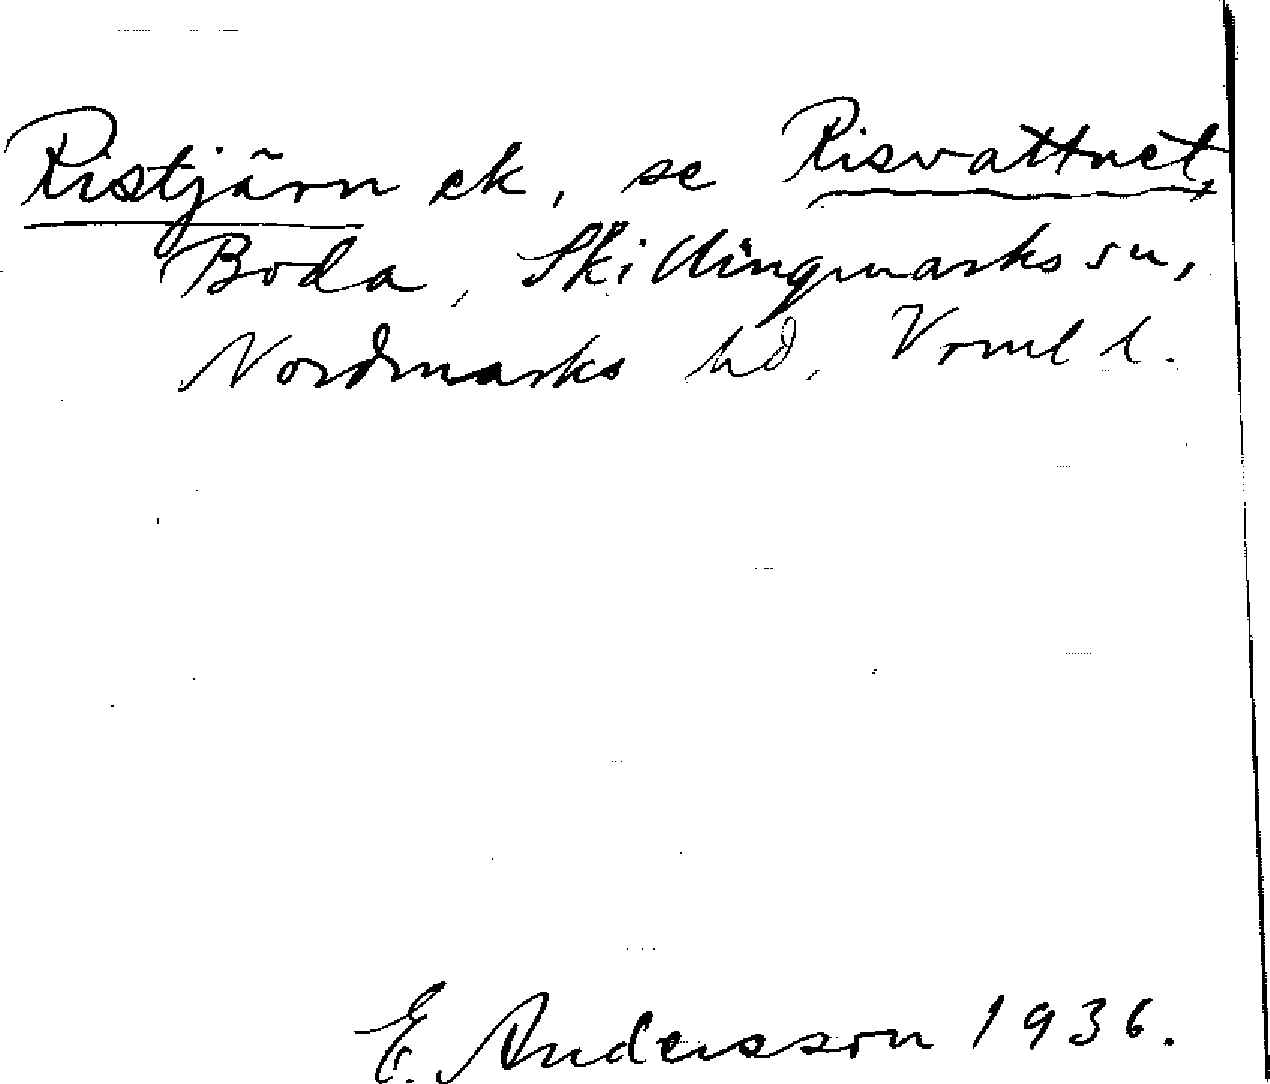 Ristjärn ek, se Risvattnet,
Boda, Skillingmarks sn,
Nordmarks hd, Vrml l.
E. Andersson 1936.